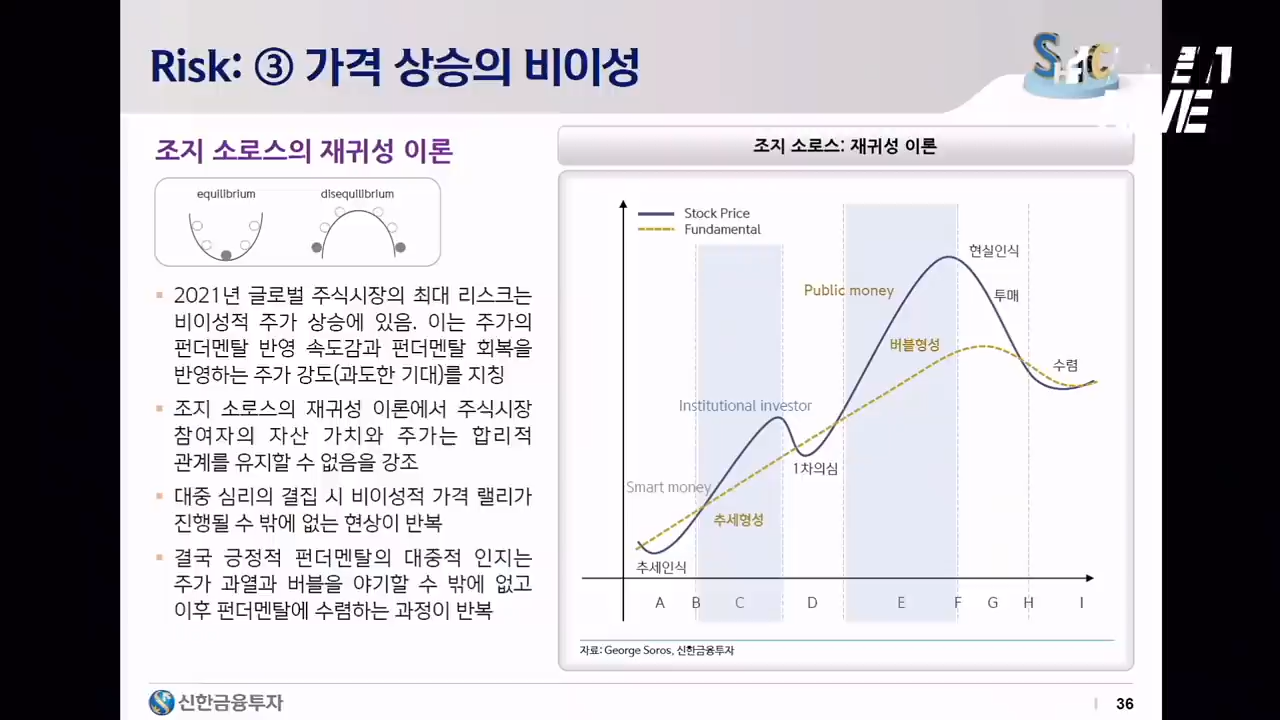 Risk: ③ 가격 상승의 비이성
조지 소로스의 재귀성 이론
equilibrium
disequilibrium
2021년 글로벌 주식시장의 최대 리스크는
비이성적 주가 상승에 있음. 이는 주가의
펀더멘탈 반영 속도감과 펀더멘탈 회복을
반영하는 주가 강도(과도한 기대)를 지칭
조지 소로스의 재귀성 이론에서 주식시장
참여자의 자산 가치와 주가는 합리적
관계를 유지할 수 없음을 강조
대중 심리의 결집 시 비이성적 가격 랠리가
진행될 수 밖에 없는 현상이 반복
결국 긍정적 펀더멘탈의 대중적 인지는
주가 과열과 버블을 야기할 수 밖에 없고
이후 펀더멘탈에 수렴하는 과정이 반복
조지 소로스: 재귀성 이론
Stock Price
Fundamental
현실인식
Public money
투매
버블형성
수렴
Institutional investor
1차의심
Smart money
추세형성
추세인식
A B C D E F G H I
자료: George Soros, 신한금융투자
신한금융투자
36